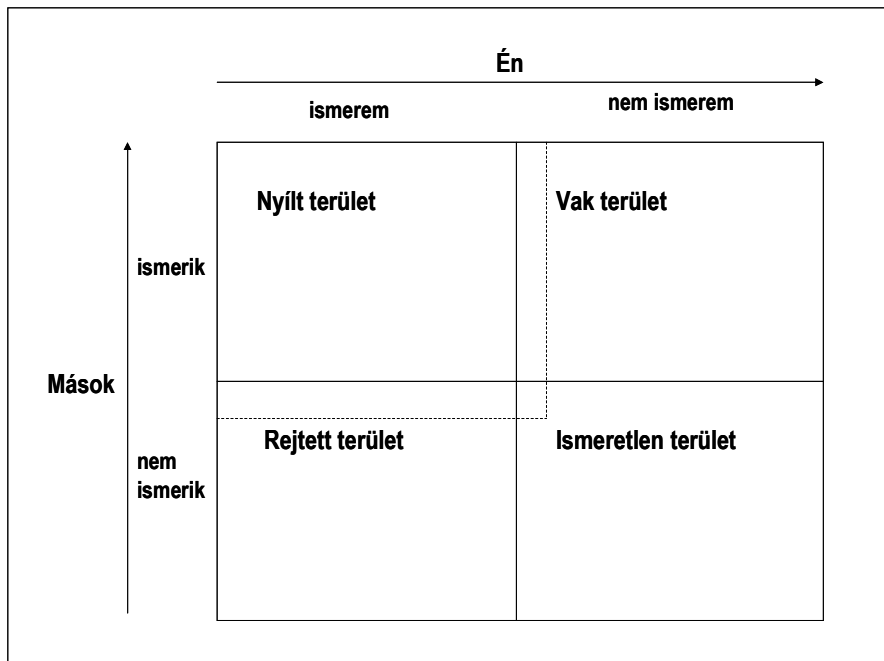 Én
ismerem
nem ismerem
Nyílt terület
Vak terület
ismerik
Mások
Rejtett terület
Ismeretlen terület
nem
ismerik